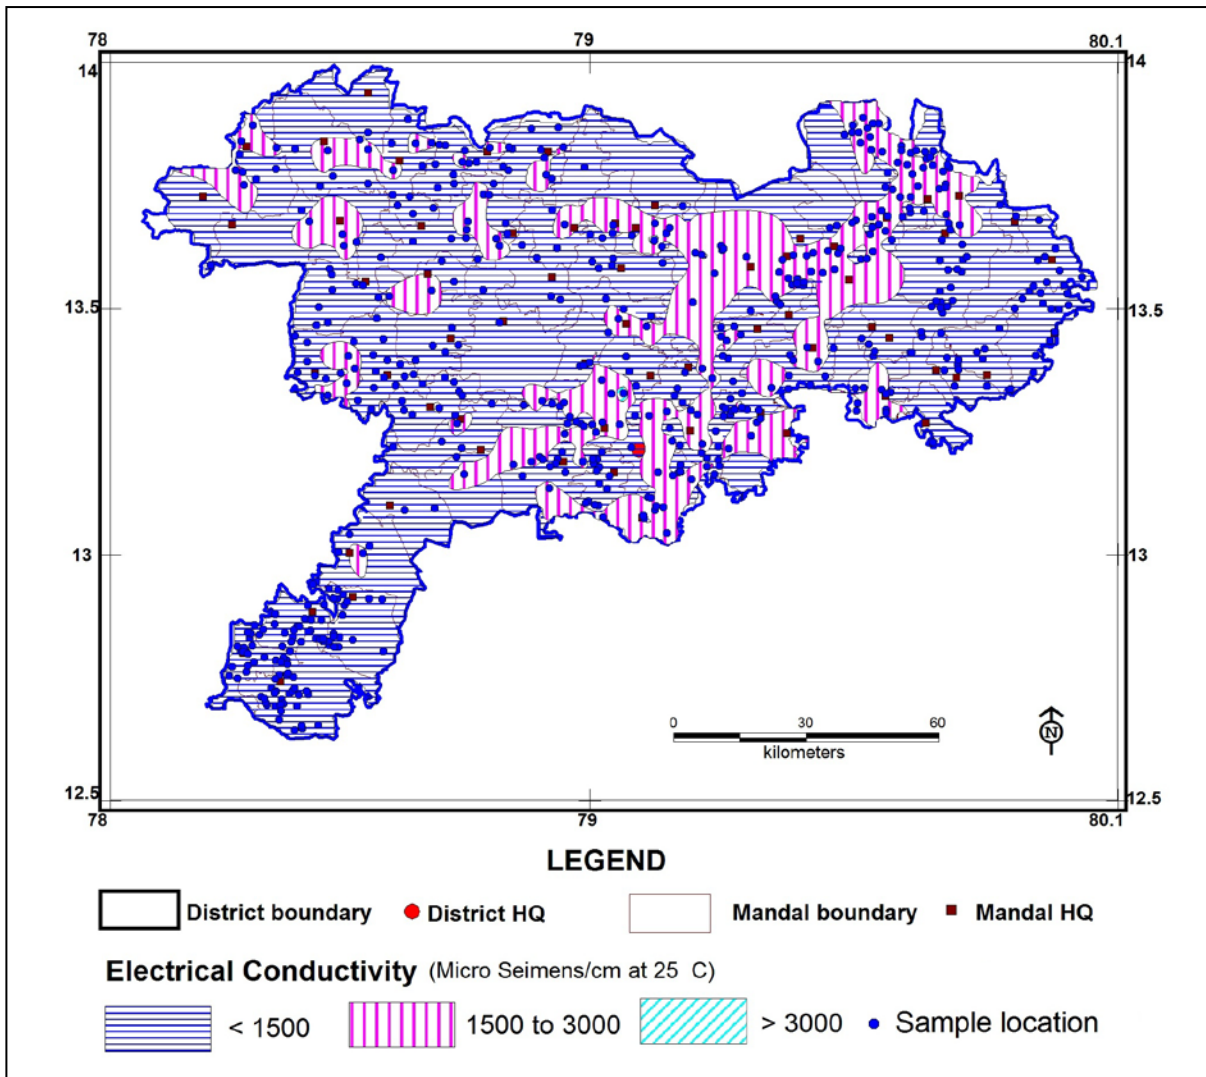 78 79 80.1
14 14
13.5 13.5
13 13
0 30 60
kilometers
N
12.5 12.5
78 79 80.1
LEGEND
District boundary District HQ Mandal boundary Mandal HQ
Electrical Conductivity (Micro Seimens/cm at 25 C)
< 1500 1500 to 3000 > 3000 Sample location